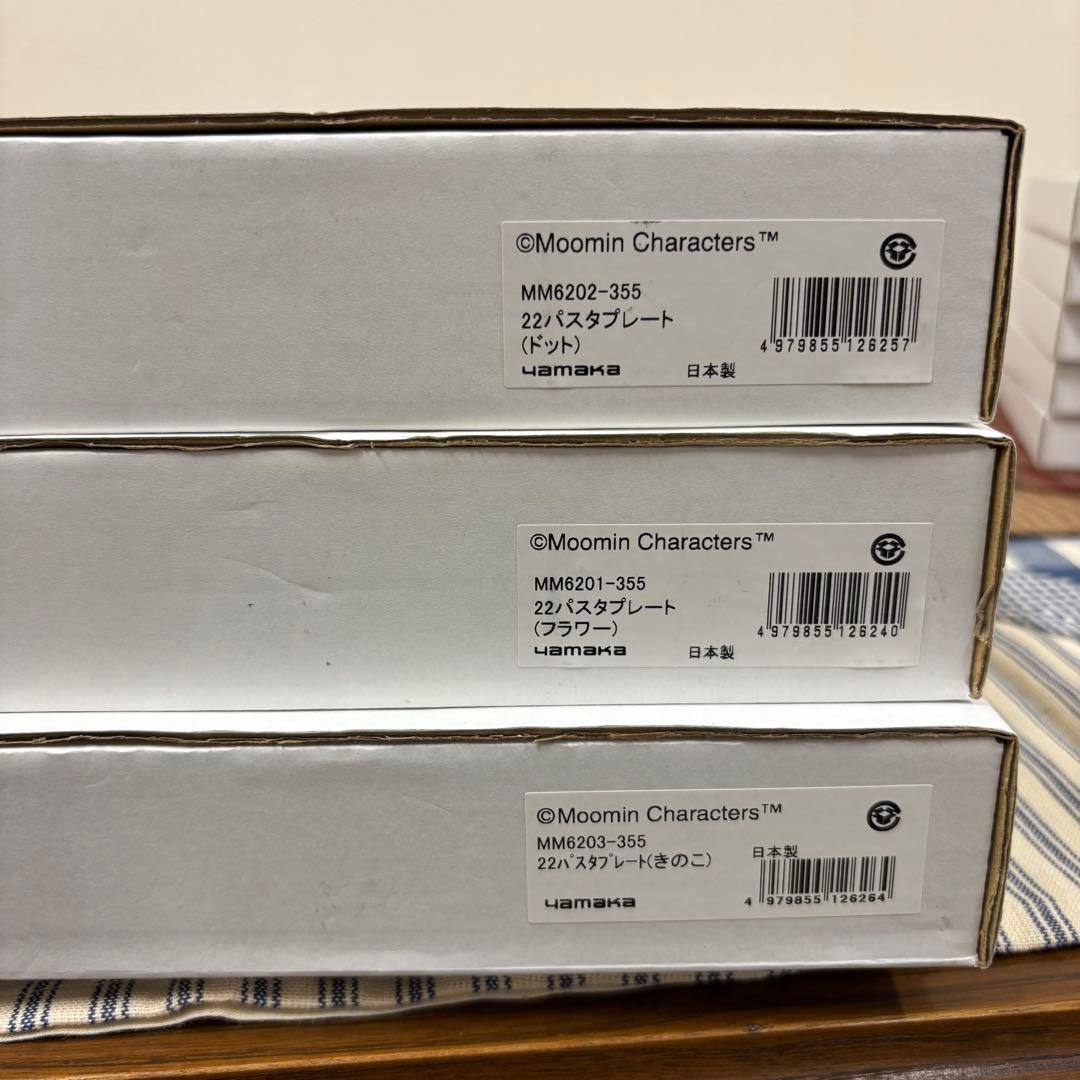 ©Moomin Characters™
MM6202-355
22パスタプレート
(ドット)
yamaka 日本製
4 979855 126257
©Moomin Characters™
MM6201-355
22パスタプレート
(フラワー)
yamaka 日本製
4 979855 126240
©Moomin Characters™
MM6203-355
22ﾊﾟｽﾀﾌﾟﾚｰﾄ(きのこ)
日本製
yamaka
4 979855 126264